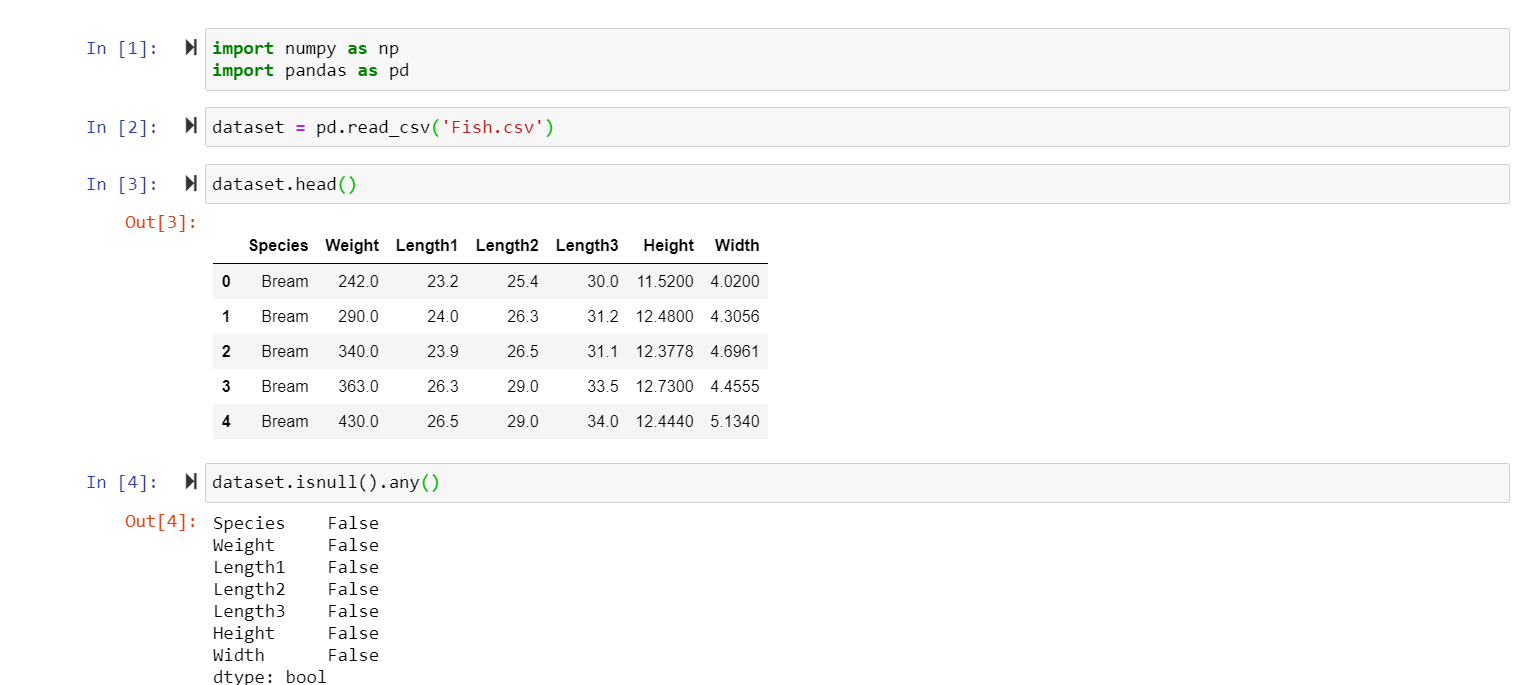 In [1]: import numpy as np
import pandas as pd
In [2]: dataset = pd.read_csv('Fish.csv')
In [3]: dataset.head()
Out[3]:
Species Weight Length1 Length2 Length3 Height Width
0 Bream 242.0 23.2 25.4 30.0 11.5200 4.0200
1 Bream 290.0 24.0 26.3 31.2 12.4800 4.3056
2 Bream 340.0 23.9 26.5 31.1 12.3778 4.6961
3 Bream 363.0 26.3 29.0 33.5 12.7300 4.4555
4 Bream 430.0 26.5 29.0 34.0 12.4440 5.1340
In [4]: dataset.isnull().any()
Out[4]: Species False
Weight False
Length1 False
Length2 False
Length3 False
Height False
Width False
dtype: bool